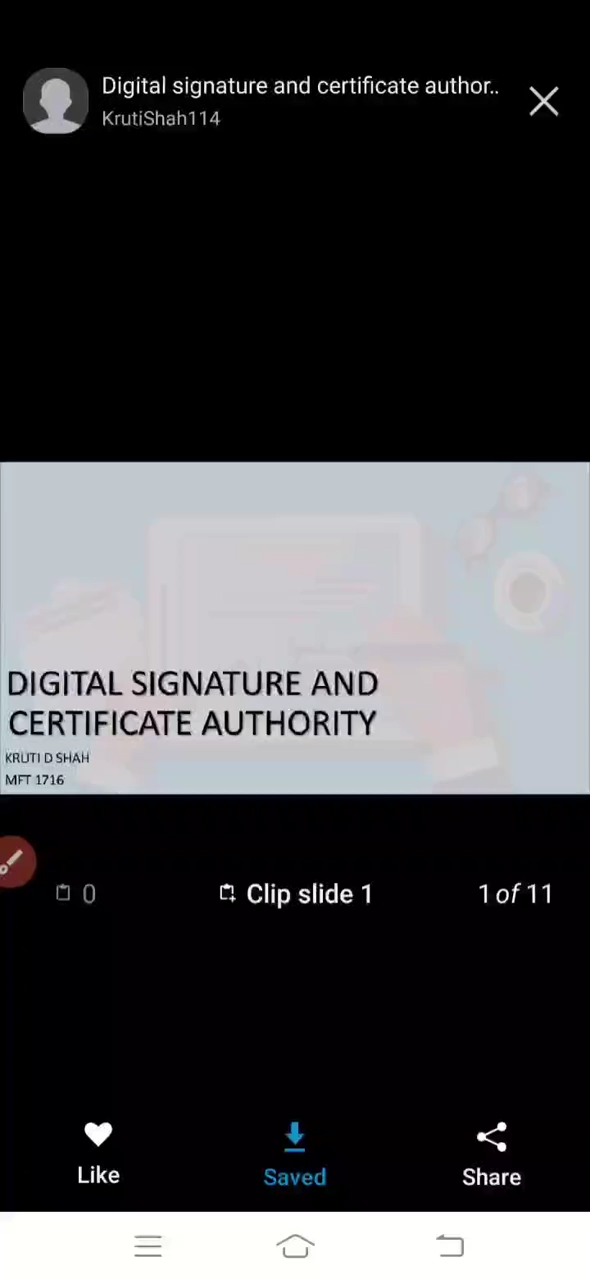 Digital signature and certificate author..
KrutiShah114
DIGITAL SIGNATURE AND
CERTIFICATE AUTHORITY
KRUTI D SHAH
MFT 1716
0
Clip slide 1
1 of 11
Like
Saved
Share